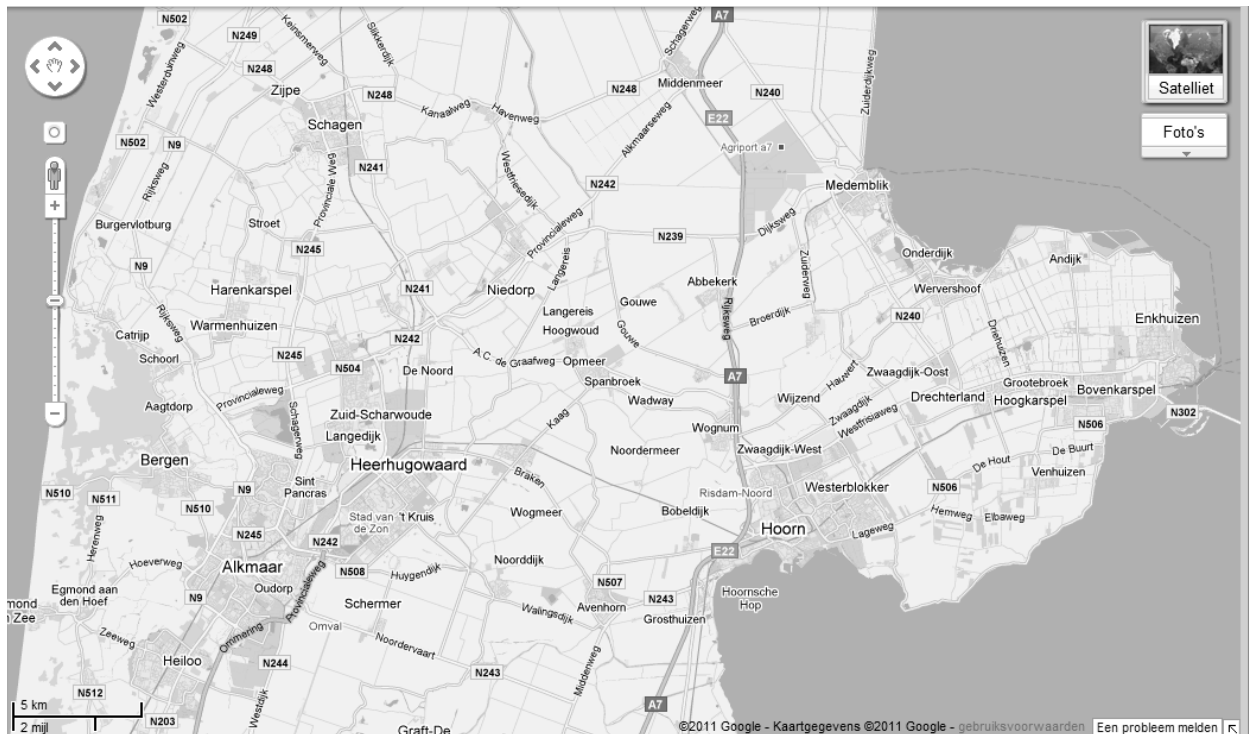 N502
Keinsmerweg
Slikkerdijk
Schagerweg
A7
N249
Westerduinweg
N248
Zijpe
N248
Kanaalweg
Havenweg
N248
Middenmeer
N240
Zuiderdijkweg
Satelliet
Foto's
Schagen
E22
Alkmaarseweg
N502
N9
N241
Westfriesedijk
Agriport a7
Rijksweg
Provinciale Weg
N242
Medemblik
Burgervlotburg
Stroet
N245
Provincialeweg
N239
Dijksweg
Onderdijk
Andijk
N9
Harenkarspel
N241
Niedorp
Langereis
Abbekerk
Zuiderweg
Wervershoof
Gouwe
Langereis
Hoogwoud
Gouwe
Rijksweg
Broerdijk
N240
Driehuizen
Enkhuizen
Rijksweg
Catrijp
Warmenhuizen
N242
Schoorl
N245
N504
De Noord
A.C. de Graafweg
Opmeer
Spanbroek
A7
Hauwert
Zwaagdijk-Oost
Grootebroek
Bovenkarspel
Aagtdorp
Provincialeweg
Schagerweg
Zuid-Scharwoude
Kaag
Wadway
Wijzend
Zwaagdijk
Drechterland
Hoogkarspel
N302
Langedijk
Wognum
Westfrisiaweg
N506
Bergen
Heerhugowaard
Noordermeer
Zwaagdijk-West
De Hout
De Buurt
Venhuizen
Braken
N510
N511
N9
Sint
Pancras
Risdam-Noord
Westerblokker
N506
N510
Stad van
de Zon
't Kruis
Wogmeer
Bobeldijk
Hoorn
Hemweg
Elbaweg
Herenweg
N245
N242
Lageweg
Hoeverweg
Alkmaar
N508
Huygendijk
Noorddijk
E22
Egmond aan
den Hoef
Oudorp
Provincialeweg
N507
Hoornsche
Hop
mond
n Zee
N9
Schermer
Walingsdijk
Avenhorn
N243
Zeeweg
Ommering
Omval
Grosthuizen
Heiloo
Noordervaart
N244
N243
Middenweg
N512
Westdijk
A7
5 km
N203
2 mijl
Graft-De
©2011 Google - Kaartgegevens ©2011 Google - gebruiksvoorwaarden
Een probleem melden